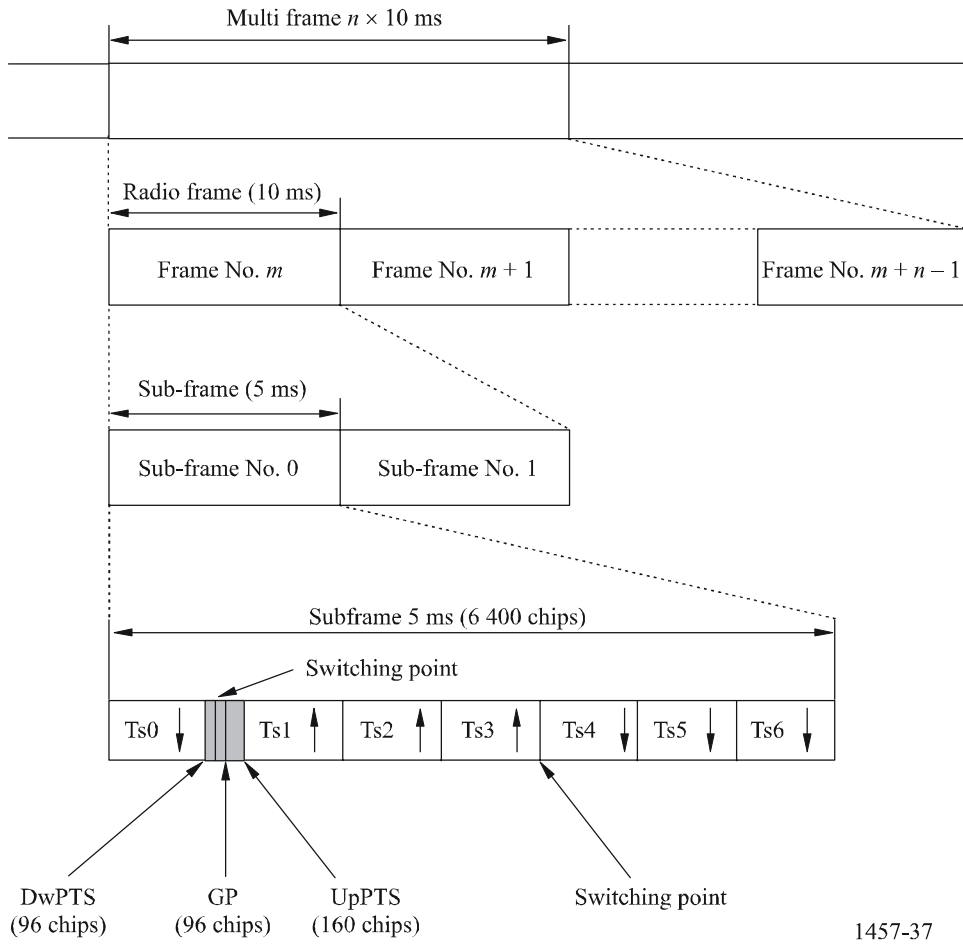 Multi frame n × 10 ms
Radio frame (10 ms)
Frame No. m
Frame No. m + 1
Frame No. m + n – 1
Sub-frame (5 ms)
Sub-frame No. 0
Sub-frame No. 1
Subframe 5 ms (6 400 chips)
Switching point
Ts0
Ts1
Ts2
Ts3
Ts4
Ts5
Ts6
DwPTS
(96 chips)
GP
(96 chips)
UpPTS
(160 chips)
Switching point
1457-37